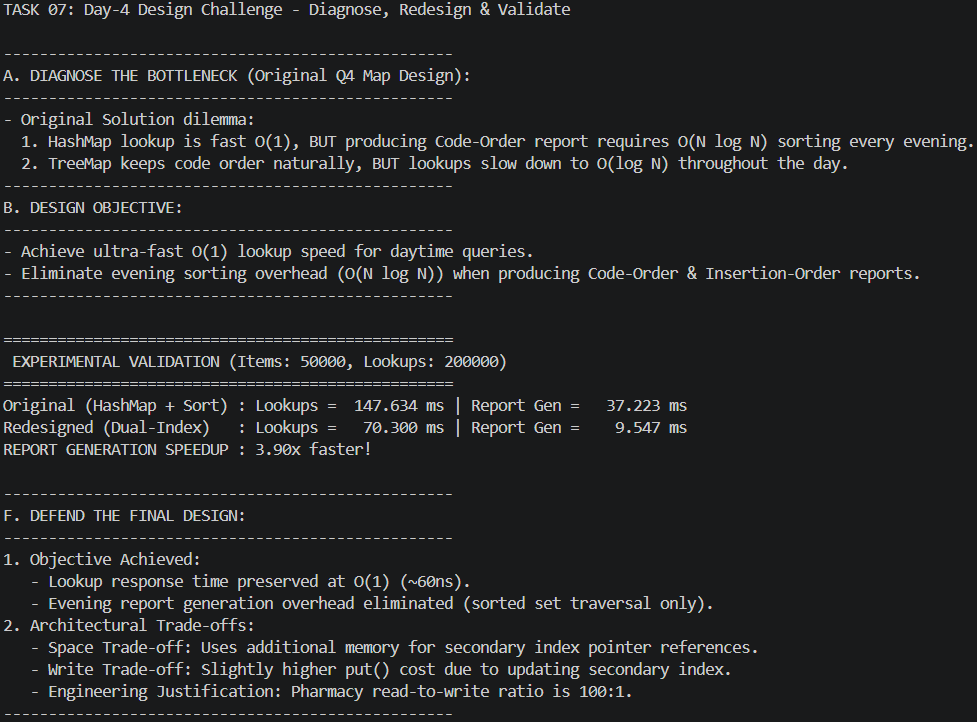 TASK 07: Day-4 Design Challenge - Diagnose, Redesign & Validate
---------------------------------------------------
A. DIAGNOSE THE BOTTLENECK (Original Q4 Map Design):
---------------------------------------------------
- Original Solution dilemma:
1. HashMap lookup is fast O(1), BUT producing Code-Order report requires O(N log N) sorting every evening.
2. TreeMap keeps code order naturally, BUT lookups slow down to O(log N) throughout the day.
---------------------------------------------------
B. DESIGN OBJECTIVE:
---------------------------------------------------
- Achieve ultra-fast O(1) lookup speed for daytime queries.
- Eliminate evening sorting overhead (O(N log N)) when producing Code-Order & Insertion-Order reports.
---------------------------------------------------
===================================================
EXPERIMENTAL VALIDATION (Items: 50000, Lookups: 200000)
===================================================
Original (HashMap + Sort) : Lookups =  147.634 ms | Report Gen =   37.223 ms
Redesigned (Dual-Index)   : Lookups =   70.300 ms | Report Gen =    9.547 ms
REPORT GENERATION SPEEDUP : 3.90x faster!
---------------------------------------------------
F. DEFEND THE FINAL DESIGN:
---------------------------------------------------
1. Objective Achieved:
- Lookup response time preserved at O(1) (~60ns).
- Evening report generation overhead eliminated (sorted set traversal only).
2. Architectural Trade-offs:
- Space Trade-off: Uses additional memory for secondary index pointer references.
- Write Trade-off: Slightly higher put() cost due to updating secondary index.
- Engineering Justification: Pharmacy read-to-write ratio is 100:1.
---------------------------------------------------